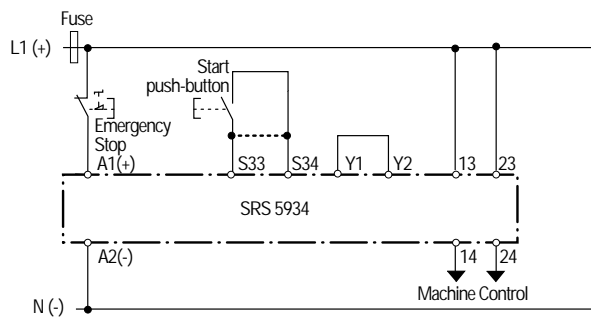 Fuse
L1 (+)
Start
push-button
Emergency
Stop
A1(+)
S33
S34
Y1
Y2
13
23
SRS 5934
A2(-)
14
24
Machine Control
N (-)